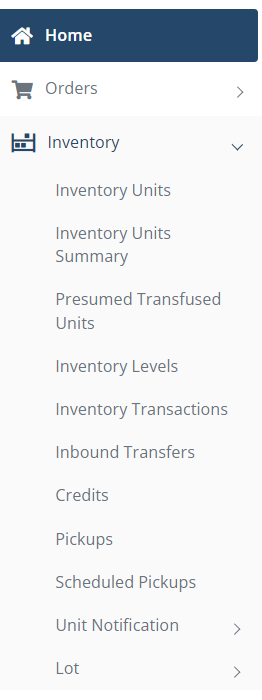 Home
Orders
Inventory
Inventory Units
Inventory Units
Summary
Presumed Transfused
Units
Inventory Levels
Inventory Transactions
Inbound Transfers
Credits
Pickups
Scheduled Pickups
Unit Notification
Lot